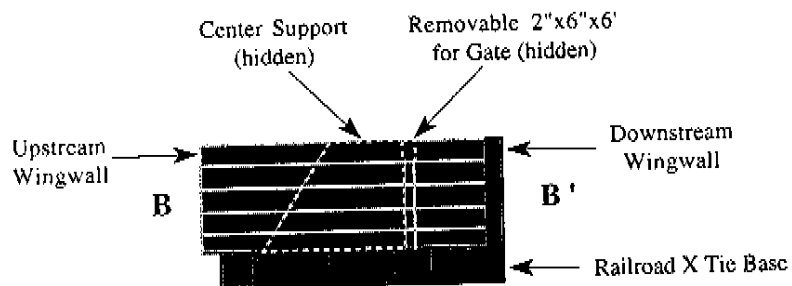 Center Support
(hidden)
Removable 2"x6"x6'
for Gate (hidden)
Upstream
Wingwall
Downstream
Wingwall
B
B'
Railroad X Tie Base